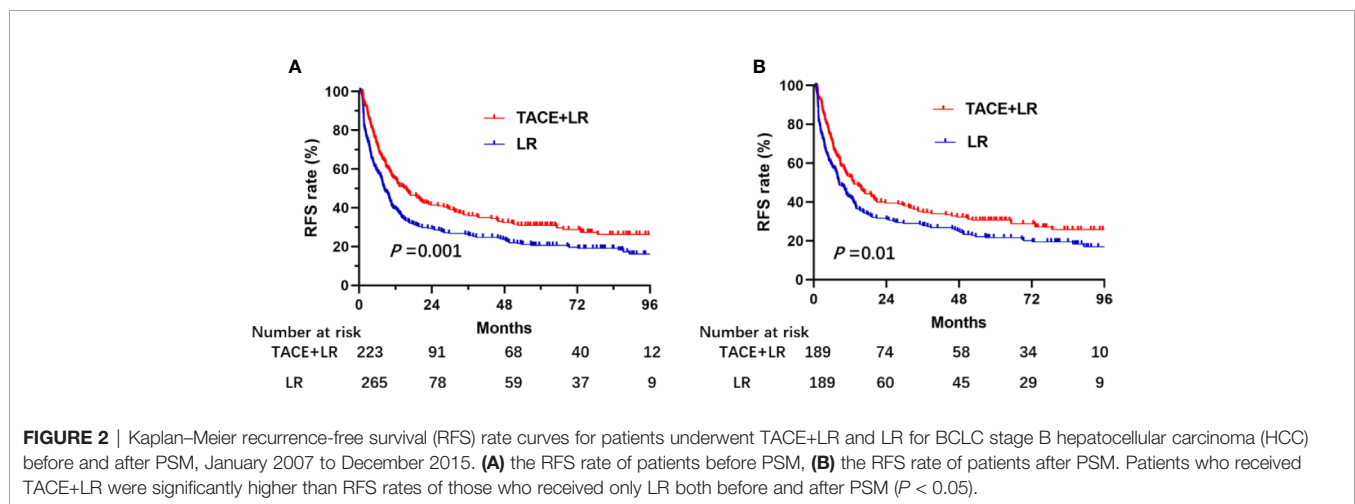 A
B
100
80
60
40
20
0
RFS rate (%)
TACE+LR
LR
P =0.001
0 24 48 72 96
Months
Number at risk
TACE+LR 223 91 68 40 12
LR 265 78 59 37 9
100
80
60
40
20
0
RFS rate (%)
TACE+LR
LR
P =0.01
0 24 48 72 96
Months
Number at risk
TACE+LR 189 74 58 34 10
LR 189 60 45 29 9
FIGURE 2 | Kaplan–Meier recurrence-free survival (RFS) rate curves for patients underwent TACE+LR and LR for BCLC stage B hepatocellular carcinoma (HCC)
before and after PSM, January 2007 to December 2015. (A) the RFS rate of patients before PSM, (B) the RFS rate of patients after PSM. Patients who received
TACE+LR were significantly higher than RFS rates of those who received only LR both before and after PSM (P < 0.05).